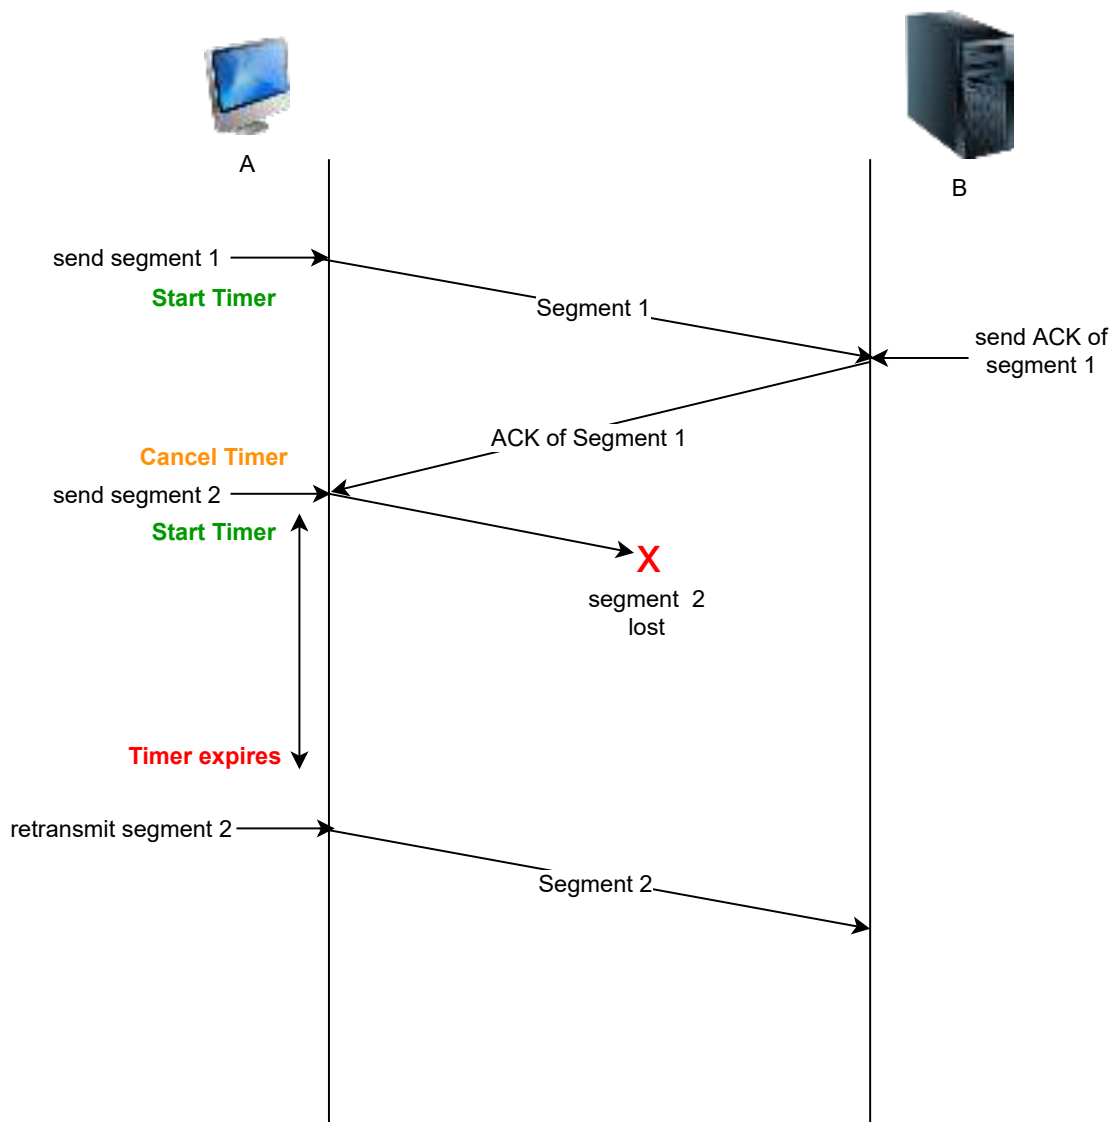 A
B
send segment 1
Start Timer
Segment 1
send ACK of
segment 1
ACK of Segment 1
Cancel Timer
send segment 2
Start Timer
X
segment  2
lost
Timer expires
retransmit segment 2
Segment 2